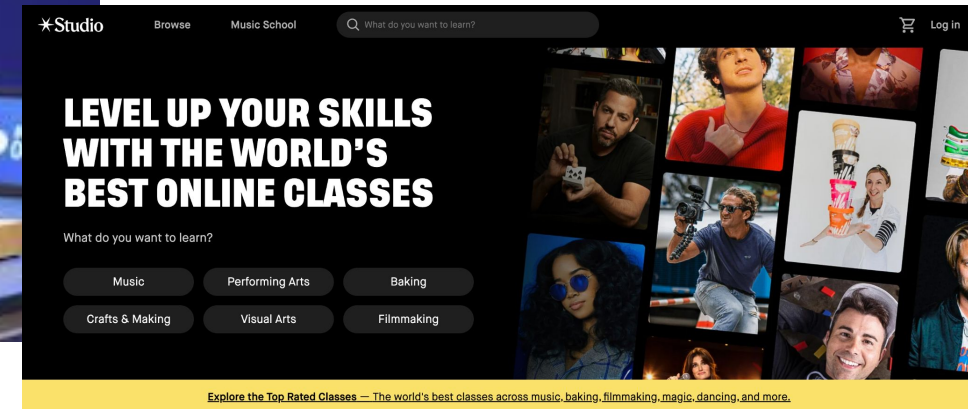 Studio
Browse
Music School
What do you want to learn?
Log in
LEVEL UP YOUR SKILLS
WITH THE WORLD'S
BEST ONLINE CLASSES
What do you want to learn?
Music
Performing Arts
Baking
Crafts & Making
Visual Arts
Filmmaking
Explore the Top Rated Classes — The world's best classes across music, baking, filmmaking, magic, dancing, and more.